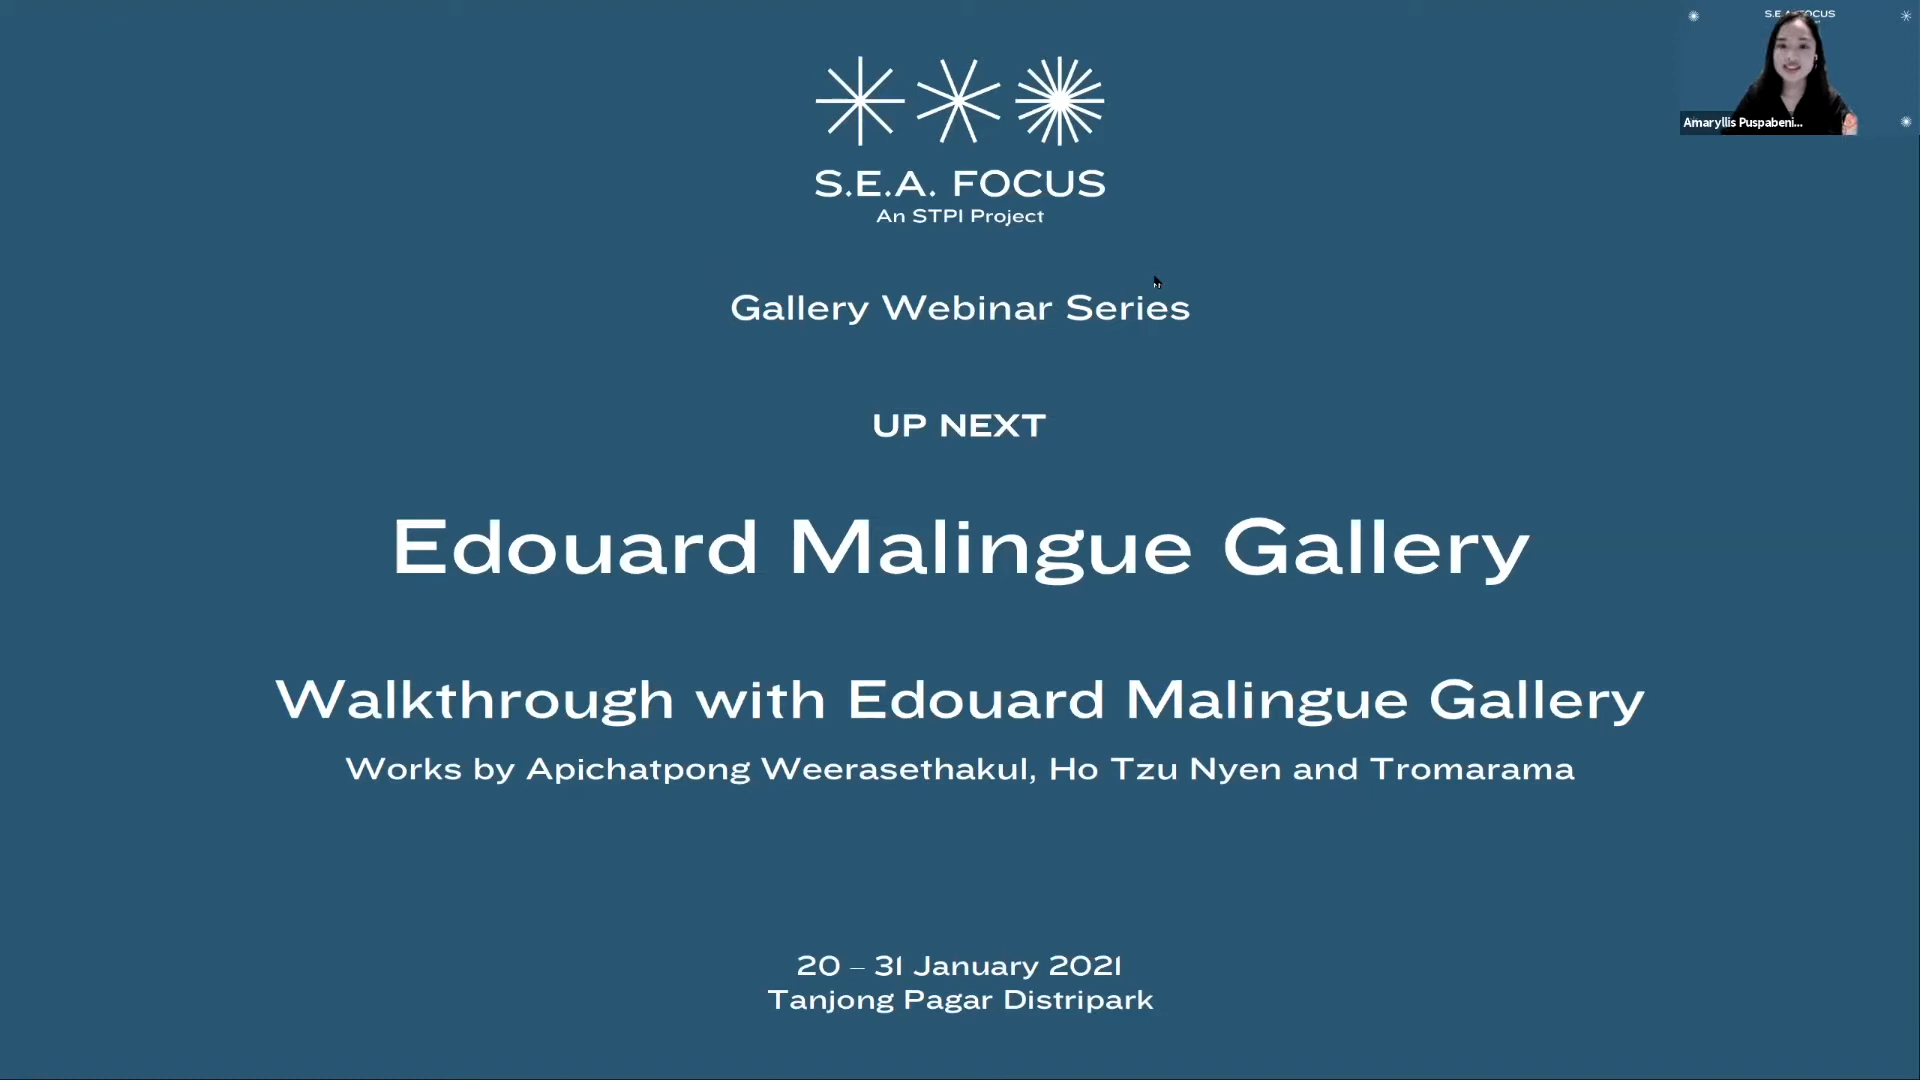 S.E.A. FOCUS
An STPI Project
Gallery Webinar Series
UP NEXT
Edouard Malingue Gallery
Walkthrough with Edouard Malingue Gallery
Works by Apichatpong Weerasethakul, Ho Tzu Nyen and Tromarama
20 – 31 January 2021
Tanjong Pagar Distripark
S.E.A. FOCUS
Amaryllis Puspabeni...